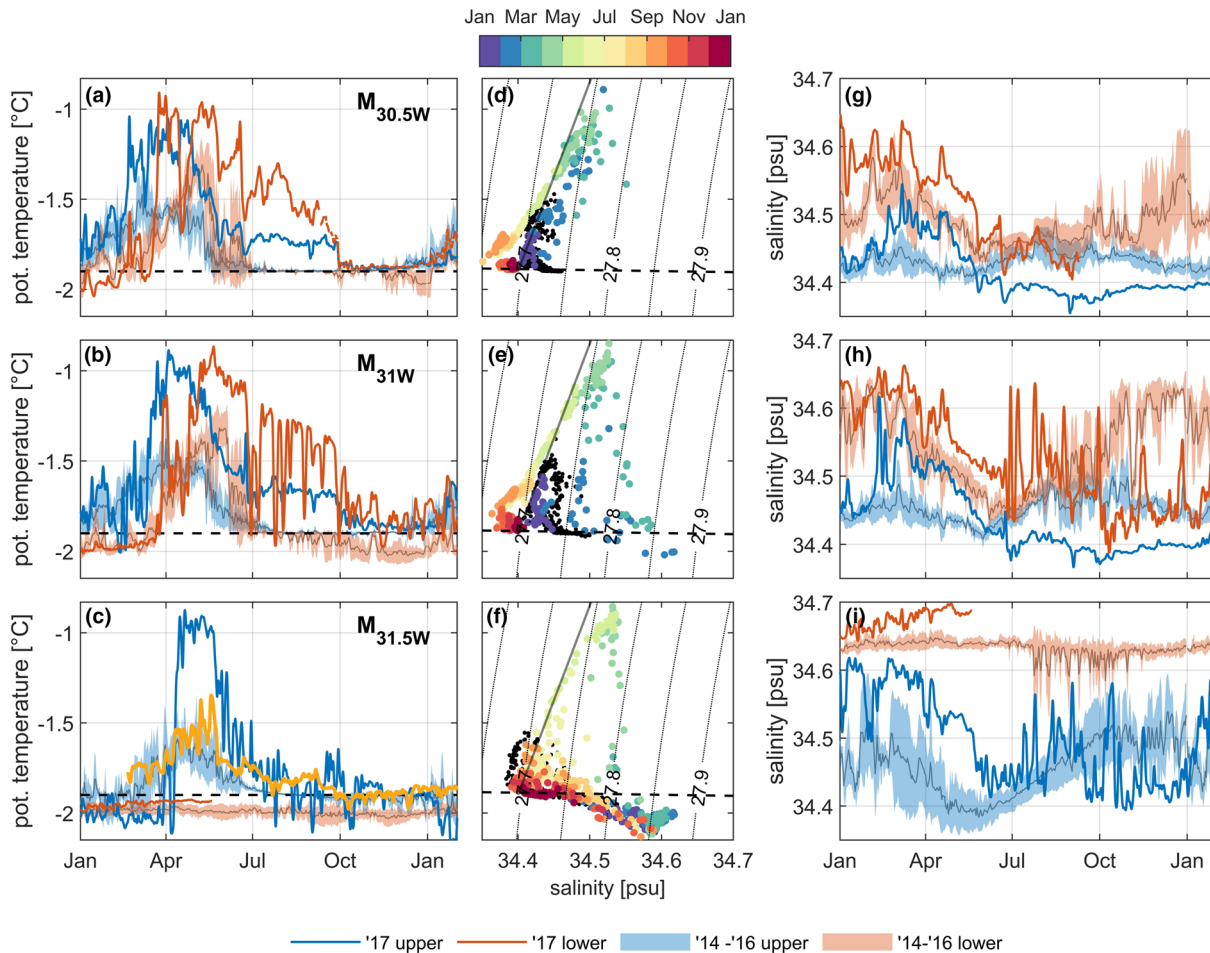 Jan Mar May Jul Sep Nov Jan
(a) M30.5W
pot. temperature [°C]
-1
-1.5
-2
(d)
27.8
27.9
(g)
salinity [psu]
34.7
34.6
34.5
34.4
(b) M31W
pot. temperature [°C]
-1
-1.5
-2
(e)
27.8
27.9
(h)
salinity [psu]
34.7
34.6
34.5
34.4
(c) M31.5W
pot. temperature [°C]
-1
-1.5
-2
Jan Apr Jul Oct Jan
(f)
27.7
27.8
27.9
34.4 34.5 34.6 34.7
salinity [psu]
(i)
salinity [psu]
34.7
34.6
34.5
34.4
Jan Apr Jul Oct Jan
'17 upper '17 lower '14 -'16 upper '14-'16 lower